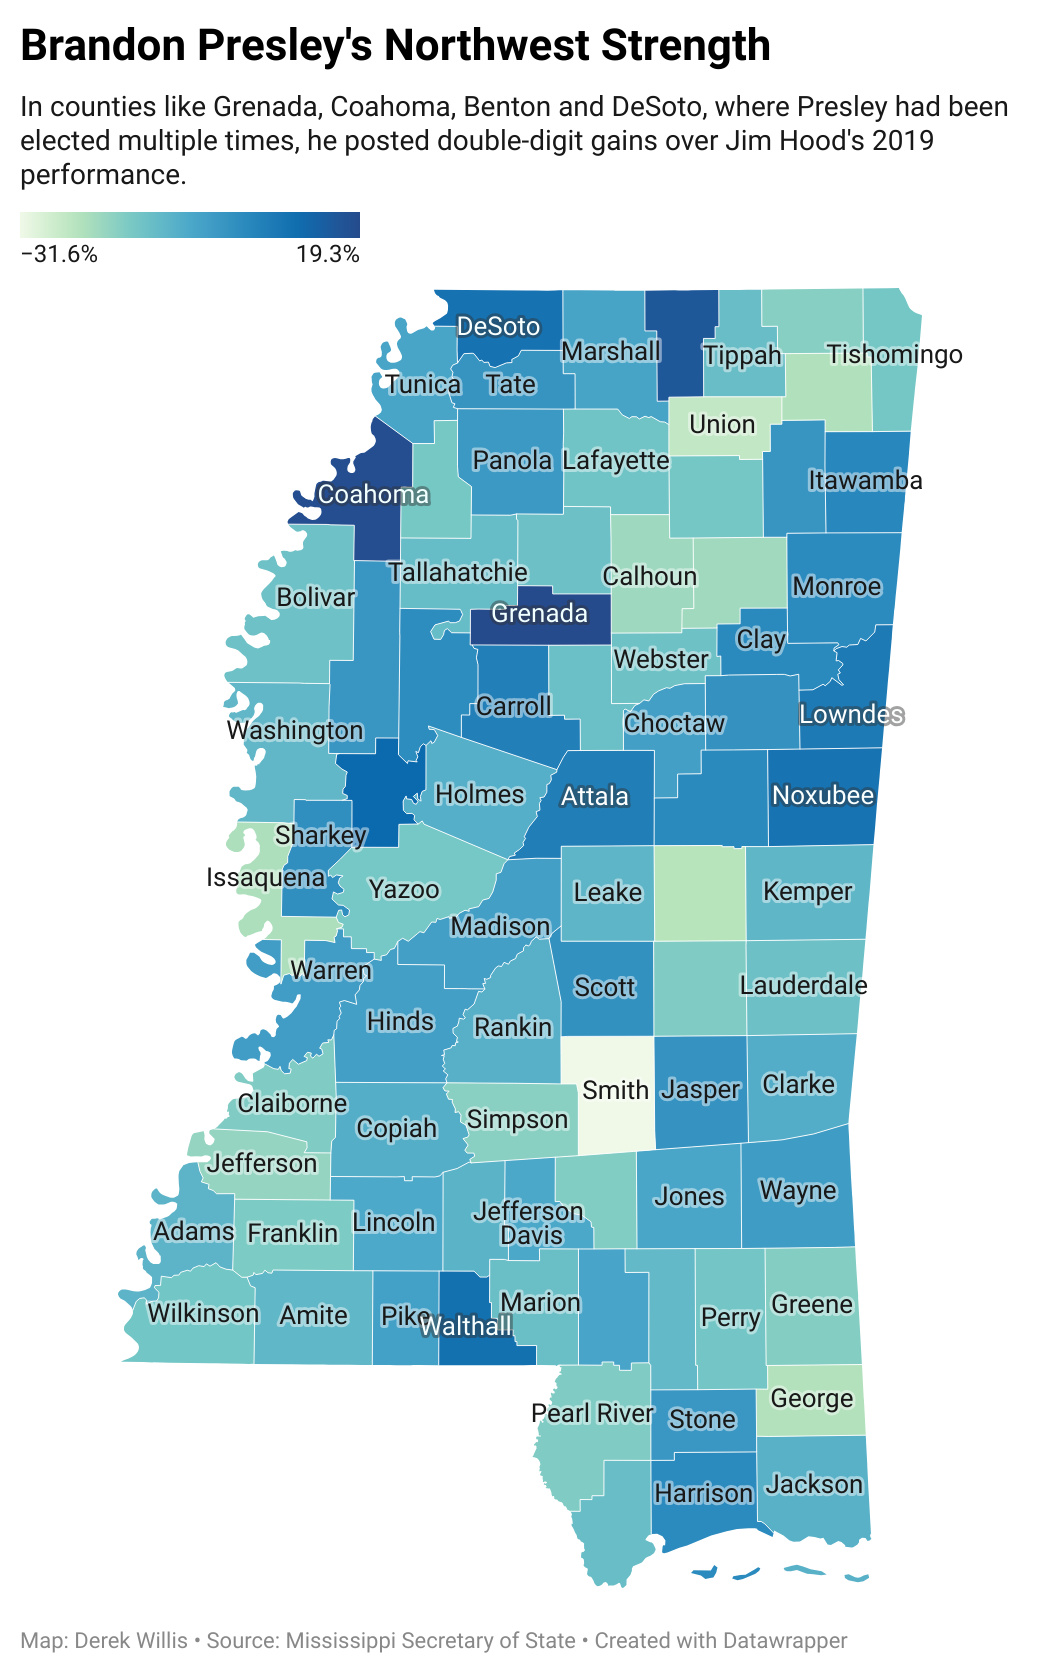 Brandon Presley's Northwest Strength
In counties like Grenada, Coahoma, Benton and DeSoto, where Presley had been
elected multiple times, he posted double-digit gains over Jim Hood's 2019
performance.
−31.6% 19.3%
DeSoto
Marshall Tippah Tishomingo
Tunica Tate
Union
Panola Lafayette
Itawamba
Coahoma
Tallahatchie Calhoun
Monroe
Bolivar
Grenada
Clay
Webster
Carroll
Lowndes
Choctaw
Washington
Holmes Attala Noxubee
Sharkey
Issaquena
Yazoo Leake Kemper
Madison
Warren
Scott Lauderdale
Hinds Rankin
Smith Jasper Clarke
Claiborne
Copiah Simpson
Jefferson
Jones Wayne
Jefferson
Davis
Adams Franklin Lincoln
Marion Greene
Wilkinson Amite Pike
Walthall
Perry
George
Pearl River Stone
Harrison Jackson
Map: Derek Willis • Source: Mississippi Secretary of State • Created with Datawrapper